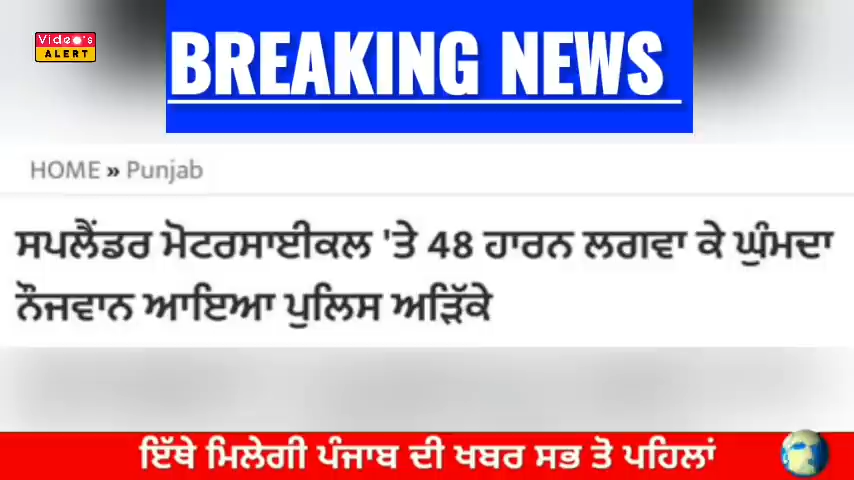 Video's
ALERT
BREAKING NEWS
HOME » Punjab
ਸਪਲੈਂਡਰ ਮੋਟਰਸਾਈਕਲ 'ਤੇ 48 ਹਾਰਨ ਲਗਵਾ ਕੇ ਘੁੰਮਦਾ
ਨੌਜਵਾਨ ਆਇਆ ਪੁਲਿਸ ਅੜਿੱਕੇ
ਇੱਥੇ ਮਿਲੇਗੀ ਪੰਜਾਬ ਦੀ ਖਬਰ ਸਭ ਤੋ ਪਹਿਲਾਂ